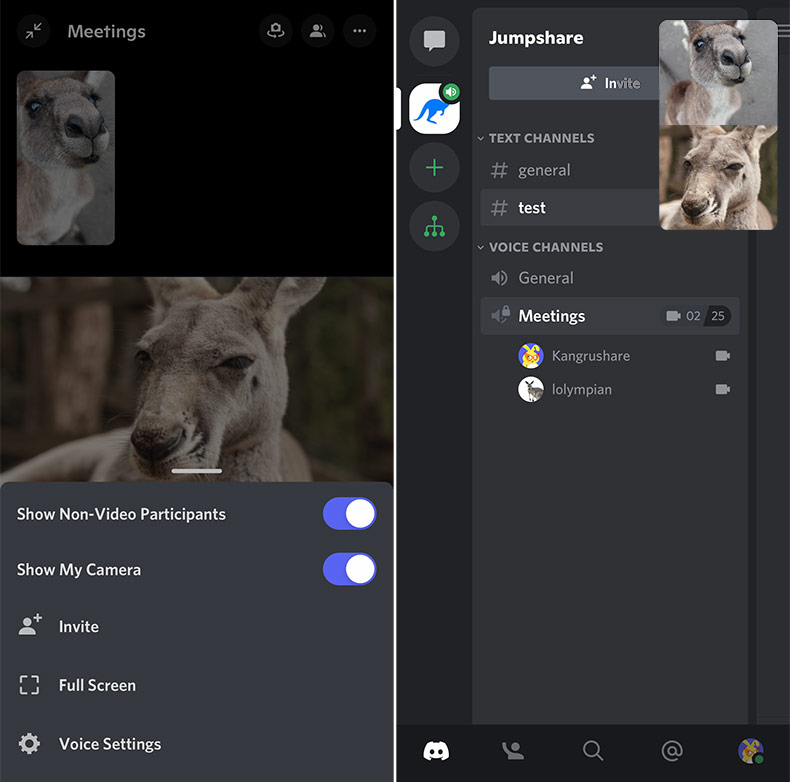 Meetings
Show Non-Video Participants
Show My Camera
Invite
Full Screen
Voice Settings
Jumpshare
Invite
TEXT CHANNELS
# general
# test
VOICE CHANNELS
General
Meetings 02 25
Kangrushare
lolympian